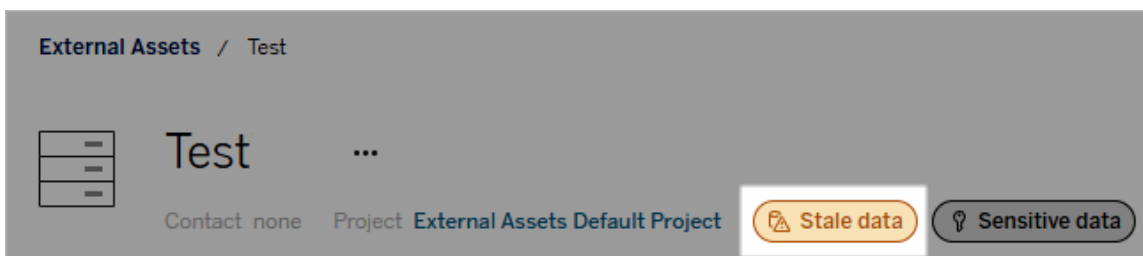 External Assets / Test
Test ...
Contact none Project External Assets Default Project Stale data Sensitive data